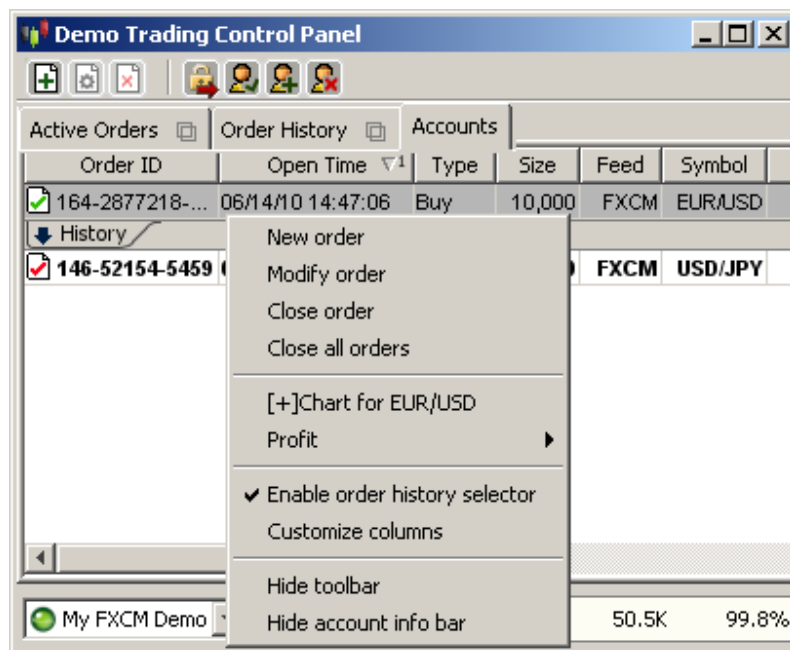 Demo Trading Control Panel
Active Orders Order History Accounts
Order ID Open Time 1 Type Size Feed Symbol
164-2877218-... 06/14/10 14:47:06 Buy 10,000 FXCM EUR/USD
History
146-52154-5459 FXCM USD/JPY
New order
Modify order
Close order
Close all orders
[+]Chart for EUR/USD
Profit
Enable order history selector
Customize columns
Hide toolbar
Hide account info bar
My FXCM Demo 50.5K 99.8%